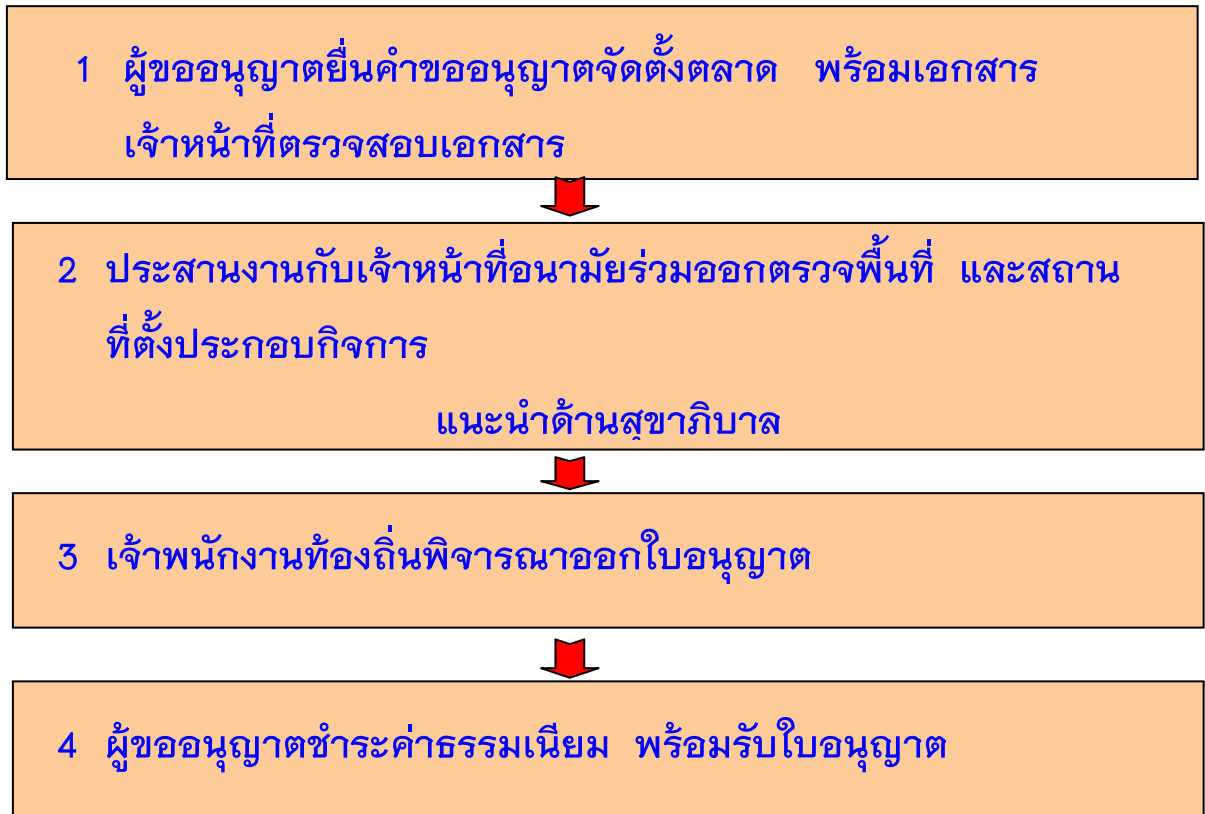 1 ผู้ขออนุญาตยื่นคำขออนุญาตจัดตั้งตลาด พร้อมเอกสาร
เจ้าหน้าที่ตรวจสอบเอกสาร
2 ประสานงานกับเจ้าหน้าที่อนามัยร่วมออกตรวจพื้นที่ และสถาน
ที่ตั้งประกอบกิจการ
แนะนำด้านสุขาภิบาล
3 เจ้าพนักงานท้องถิ่นพิจารณาออกใบอนุญาต
4 ผู้ขออนุญาตชำระค่าธรรมเนียม พร้อมรับใบอนุญาต